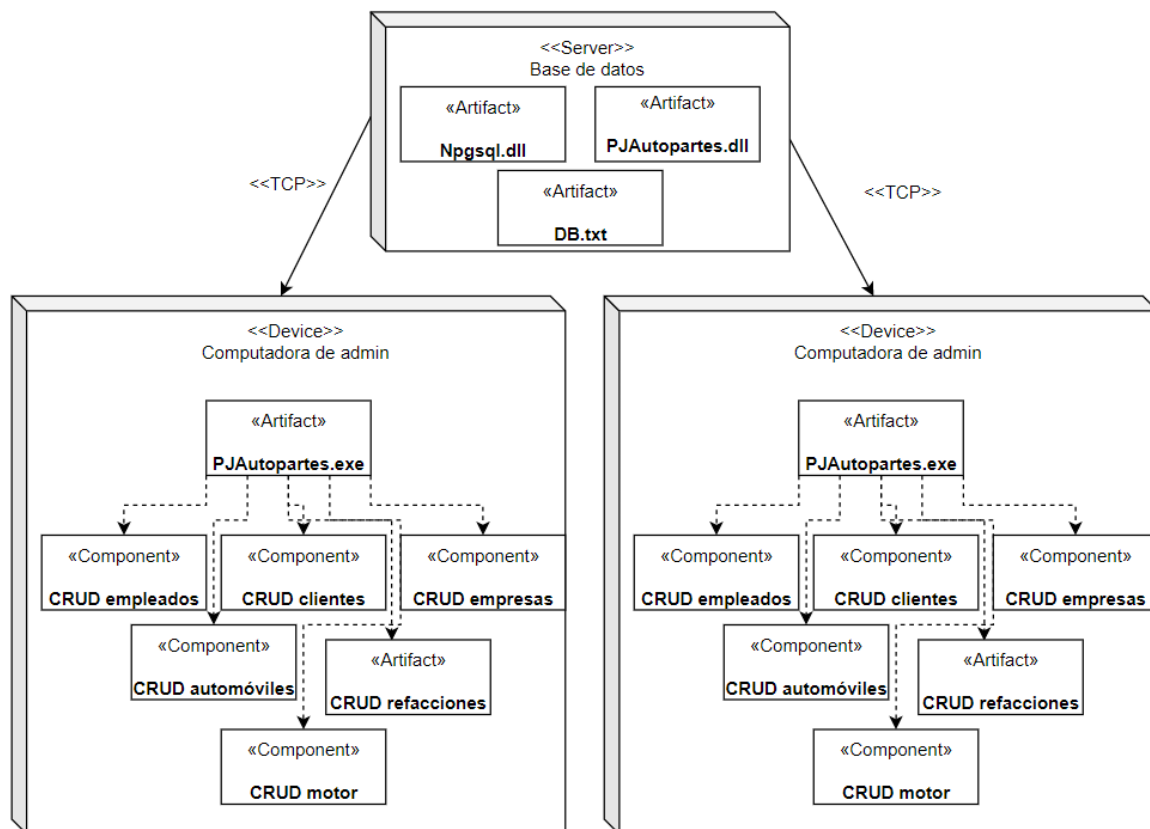 <<Server>>
Base de datos
«Artifact»
Npgsql.dll
«Artifact»
PJAutopartes.dll
«Artifact»
DB.txt
<<TCP>>
<<TCP>>
<<Device>>
Computadora de admin
«Artifact»
PJAutopartes.exe
«Component»
CRUD empleados
«Component»
CRUD clientes
«Component»
CRUD empresas
«Component»
CRUD automóviles
«Artifact»
CRUD refacciones
«Component»
CRUD motor
<<Device>>
Computadora de admin
«Artifact»
PJAutopartes.exe
«Component»
CRUD empleados
«Component»
CRUD clientes
«Component»
CRUD empresas
«Component»
CRUD automóviles
«Artifact»
CRUD refacciones
«Component»
CRUD motor